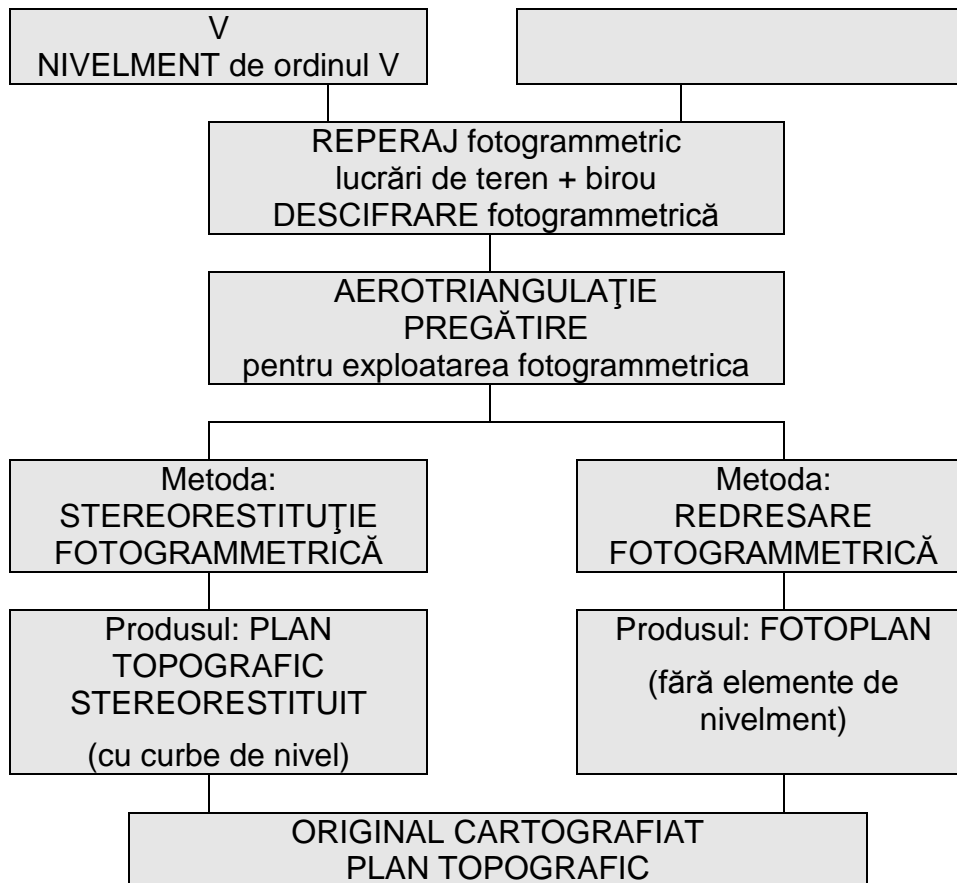 V
NIVELMENT de ordinul V
REPERAJ fotogrammetric
lucrări de teren + birou
DESCIFRARE fotogrammetrică
AEROTRIANGULAŢIE
PREGĂTIRE
pentru exploatarea fotogrammetrica
Metoda:
STEREORESTITUŢIE
FOTOGRAMMETRICĂ
Metoda:
REDRESARE
FOTOGRAMMETRICĂ
Produsul: PLAN
TOPOGRAFIC
STEREORESTITUIT
(cu curbe de nivel)
Produsul: FOTOPLAN
(fără elemente de
nivelment)
ORIGINAL CARTOGRAFIAT
PLAN TOPOGRAFIC